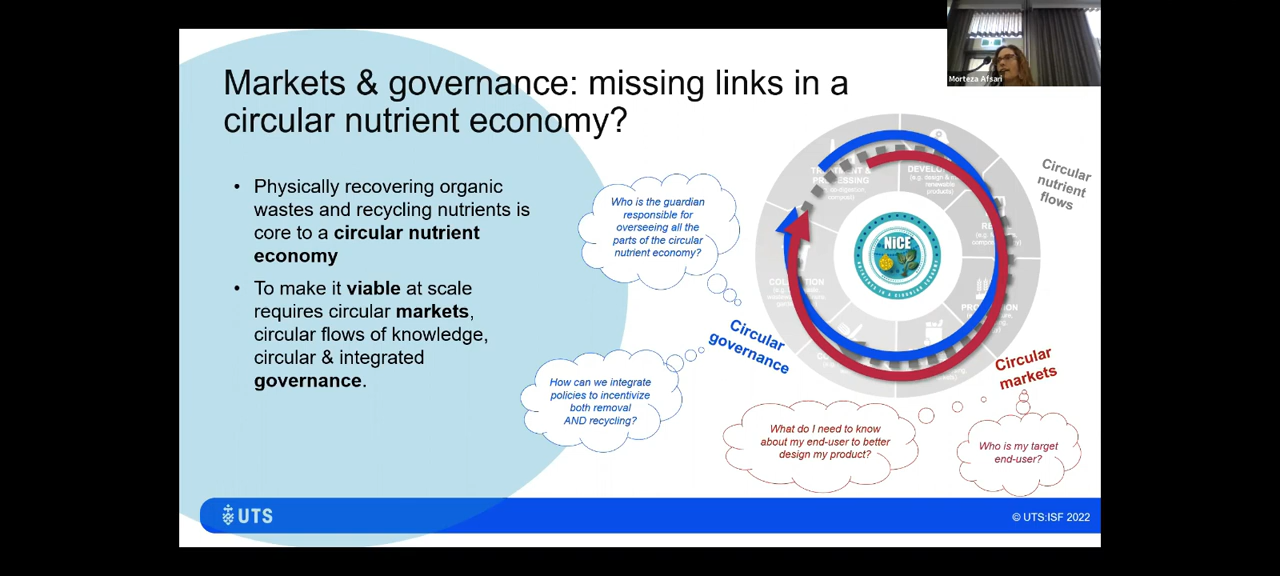 Markets & governance: missing links in a
circular nutrient economy?
• Physically recovering organic
wastes and recycling nutrients is
core to a circular nutrient
economy
• To make it viable at scale
requires circular markets,
circular flows of knowledge,
circular & integrated
governance.
Who is the guardian
responsible for
overseeing all the
parts of the circular
nutrient economy?
How can we integrate
policies to incentivize
both removal
AND recycling?
Circular
governance
Circular
nutrient
flows
NiCE
Circular
markets
What do I need to know
about my end-user to better
design my product?
Who is my target
end-user?
UTS
© UTS:ISF 2022
Morteza Afsari